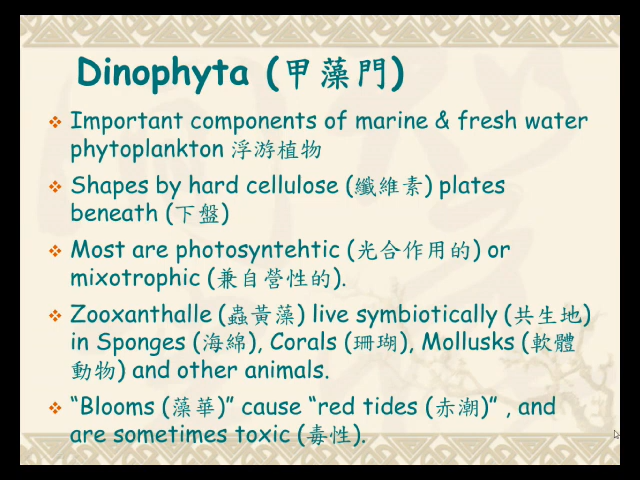 Dinophyta (甲藻門)
Important components of marine & fresh water
phytoplankton 浮游植物
Shapes by hard cellulose (纖維素) plates
beneath (下盤)
Most are photosyntehtic (光合作用的) or
mixotrophic (兼自營性的).
Zooxanthalle (蟲黃藻) live symbiotically (共生地)
in Sponges (海綿), Corals (珊瑚), Mollusks (軟體
動物) and other animals.
“Blooms (藻華)” cause “red tides (赤潮)” , and
are sometimes toxic (毒性).